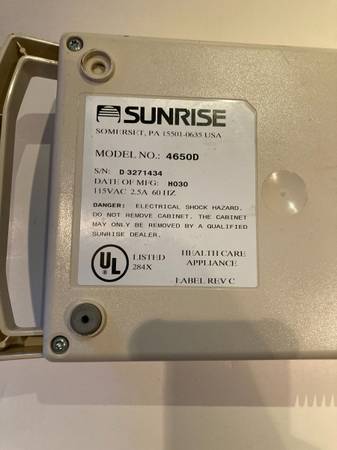 SUNRISE
SOMERSET, PA 15501-0635 USA
MODEL NO.: 4650D
S/N: D 3271434
DATE OF MFG: H030
115VAC 2.5A 60 HZ
DANGER: ELECTRICAL SHOCK HAZARD.
DO NOT REMOVE CABINET. THE CABINET
MAY ONLY BE REMOVED BY A QUALIFIED
SUNRISE DEALER.
UL LISTED HEALTH CARE
284X APPLIANCE
LABEL REV C